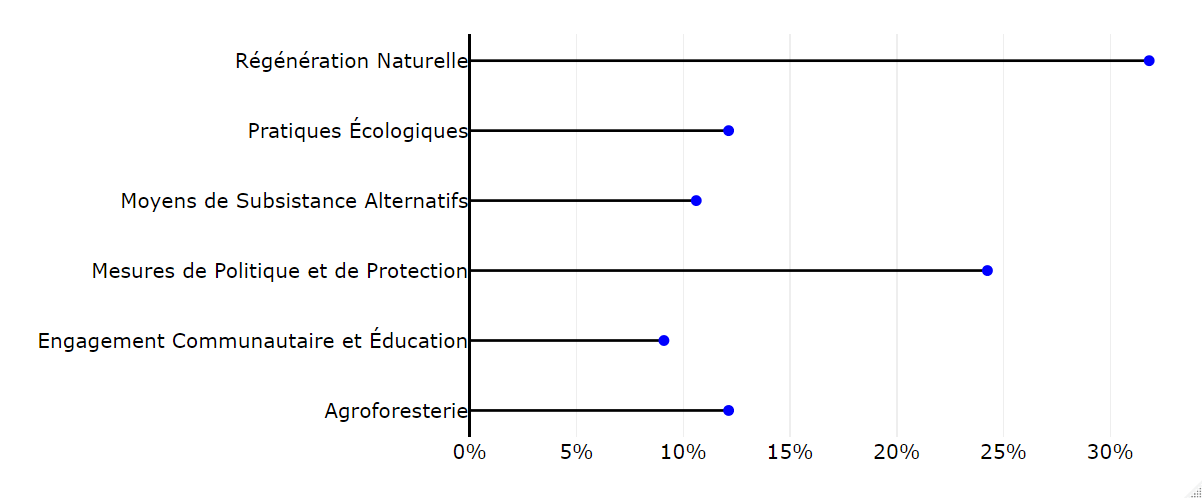 Régénération Naturelle
Pratiques Écologiques
Moyens de Subsistance Alternatifs
Mesures de Politique et de Protection
Engagement Communautaire et Éducation
Agroforesterie
0% 5% 10% 15% 20% 25% 30%